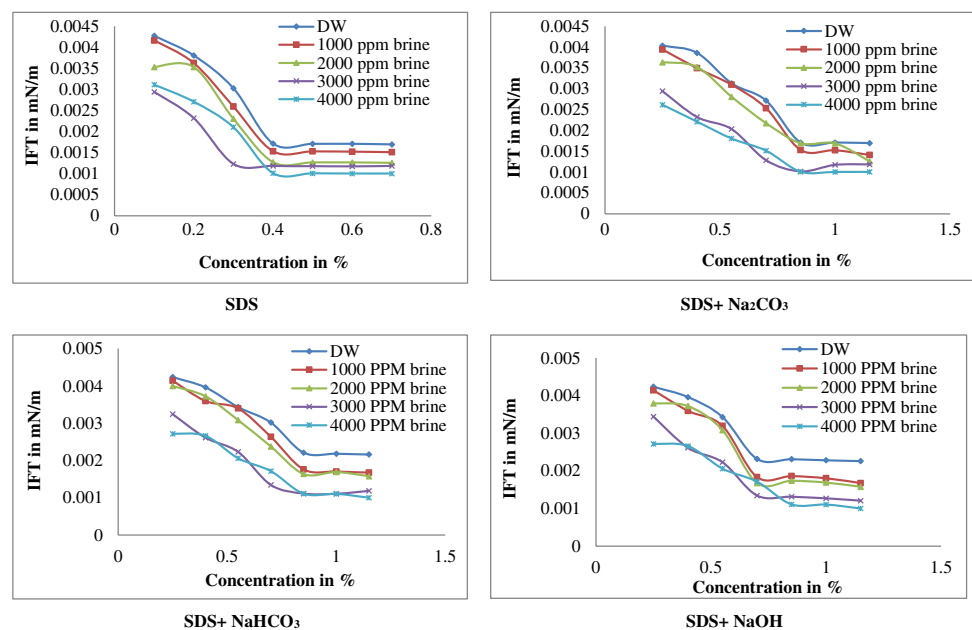 IFT in mN/m
0.0045
0.004
0.0035
0.003
0.0025
0.002
0.0015
0.001
0.0005
0
0
0.2
0.4
0.6
0.8
Concentration in %
DW
1000 ppm brine
2000 ppm brine
3000 ppm brine
4000 ppm brine
SDS
IFT in mN/m
0.0045
0.004
0.0035
0.003
0.0025
0.002
0.0015
0.001
0.0005
0
0
0.5
1
1.5
Concentration in %
DW
1000 ppm brine
2000 ppm brine
3000 ppm brine
4000 ppm brine
SDS+ Na₂CO₃
IFT in mN/m
0.005
0.004
0.003
0.002
0.001
0
0
0.5
1
1.5
Concentration in %
DW
1000 PPM brine
2000 PPM brine
3000 PPM brine
4000 PPM brine
SDS+ NaHCO₃
IFT in mN/m
0.005
0.004
0.003
0.002
0.001
0
0
0.5
1
1.5
Concentration in %
DW
1000 PPM brine
2000 PPM brine
3000 PPM brine
4000 PPM brine
SDS+ NaOH